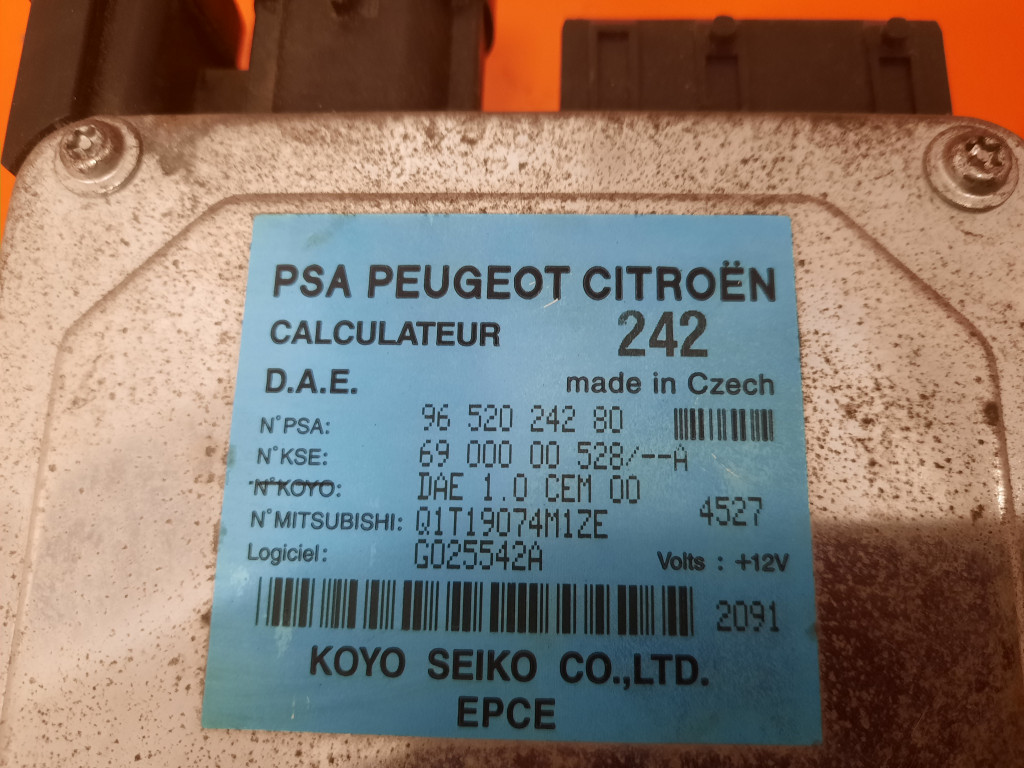 PSA PEUGEOT CITROËN
CALCULATEUR 242
D.A.E. made in Czech
N°PSA: 96 520 242 80
N°KSE: 69 000 00 528/--A
N°KOYO: DAE 1.0 CEM 00
N°MITSUBISHI: Q1T19074M1ZE 4527
Logiciel: G025542A Volts : +12V
2091
KOYO SEIKO CO.,LTD.
EPCE